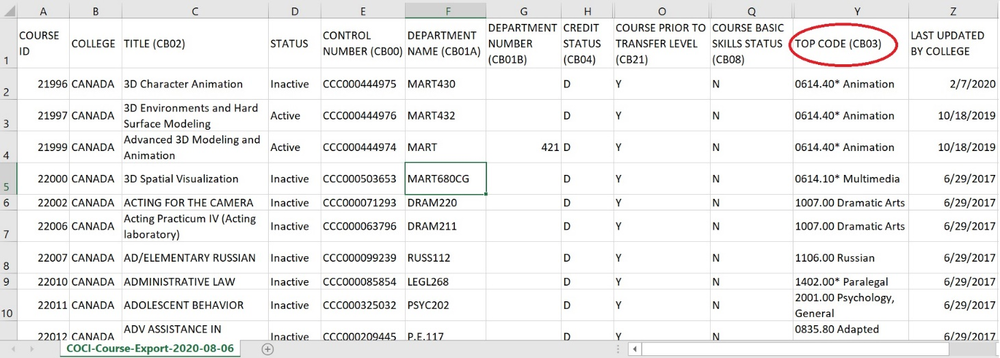 A B C D E F G H O Q Y Z
1 COURSE ID COLLEGE TITLE (CB02) STATUS CONTROL NUMBER (CB00) DEPARTMENT NAME (CB01A) DEPARTMENT NUMBER (CB01B) CREDIT STATUS (CB04) COURSE PRIOR TO TRANSFER LEVEL (CB21) COURSE BASIC SKILLS STATUS (CB08) TOP CODE (CB03) LAST UPDATED BY COLLEGE
2 21996 CANADA 3D Character Animation Inactive CCC000444975 MART430 D Y N 0614.40* Animation 2/7/2020
3 21997 CANADA 3D Environments and Hard Surface Modeling Active CCC000444976 MART432 D Y N 0614.40* Animation 10/18/2019
4 21999 CANADA Advanced 3D Modeling and Animation Active CCC000444974 MART 421 D Y N 0614.40* Animation 10/18/2019
5 22000 CANADA 3D Spatial Visualization Inactive CCC000503653 MART680CG D Y N 0614.10* Multimedia 6/29/2017
6 22002 CANADA ACTING FOR THE CAMERA Inactive CCC000071293 DRAM220 D Y N 1007.00 Dramatic Arts 6/29/2017
7 22006 CANADA Acting Practicum IV (Acting laboratory) Inactive CCC000063796 DRAM211 D Y N 1007.00 Dramatic Arts 6/29/2017
8 22007 CANADA AD/ELEMENTARY RUSSIAN Inactive CCC000099239 RUSS112 D Y N 1106.00 Russian 6/29/2017
9 22010 CANADA ADMINISTRATIVE LAW Inactive CCC000085854 LEGL268 D Y N 1402.00* Paralegal 6/29/2017
10 22011 CANADA ADOLESCENT BEHAVIOR Inactive CCC000325032 PSYC202 D Y N 2001.00 Psychology, General 6/29/2017
22012 CANADA ADV ASSISTANCE IN Inactive CCC000209445 P.E.117 D Y N 0835.80 Adapted 6/29/2017
COCI-Course-Export-2020-08-06